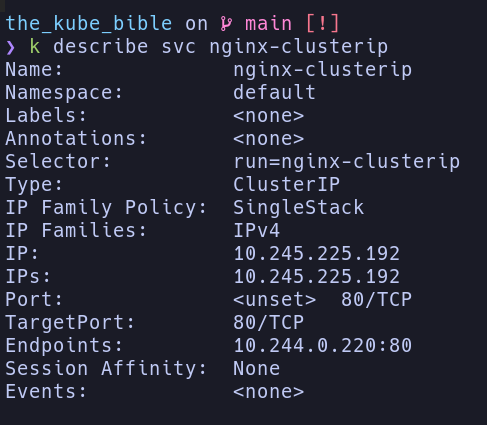 the_kube_bible on main [!]
❯ k describe svc nginx-clusterip
Name: nginx-clusterip
Namespace: default
Labels: <none>
Annotations: <none>
Selector: run=nginx-clusterip
Type: ClusterIP
IP Family Policy: SingleStack
IP Families: IPv4
IP: 10.245.225.192
IPs: 10.245.225.192
Port: <unset> 80/TCP
TargetPort: 80/TCP
Endpoints: 10.244.0.220:80
Session Affinity: None
Events: <none>